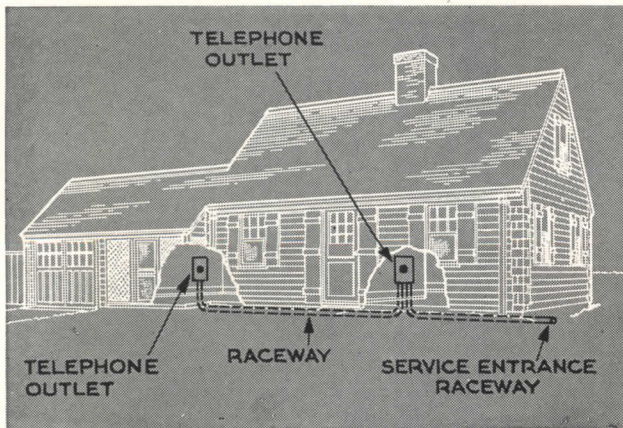 TELEPHONE
OUTLET
TELEPHONE
OUTLET
RACEWAY
SERVICE ENTRANCE
RACEWAY